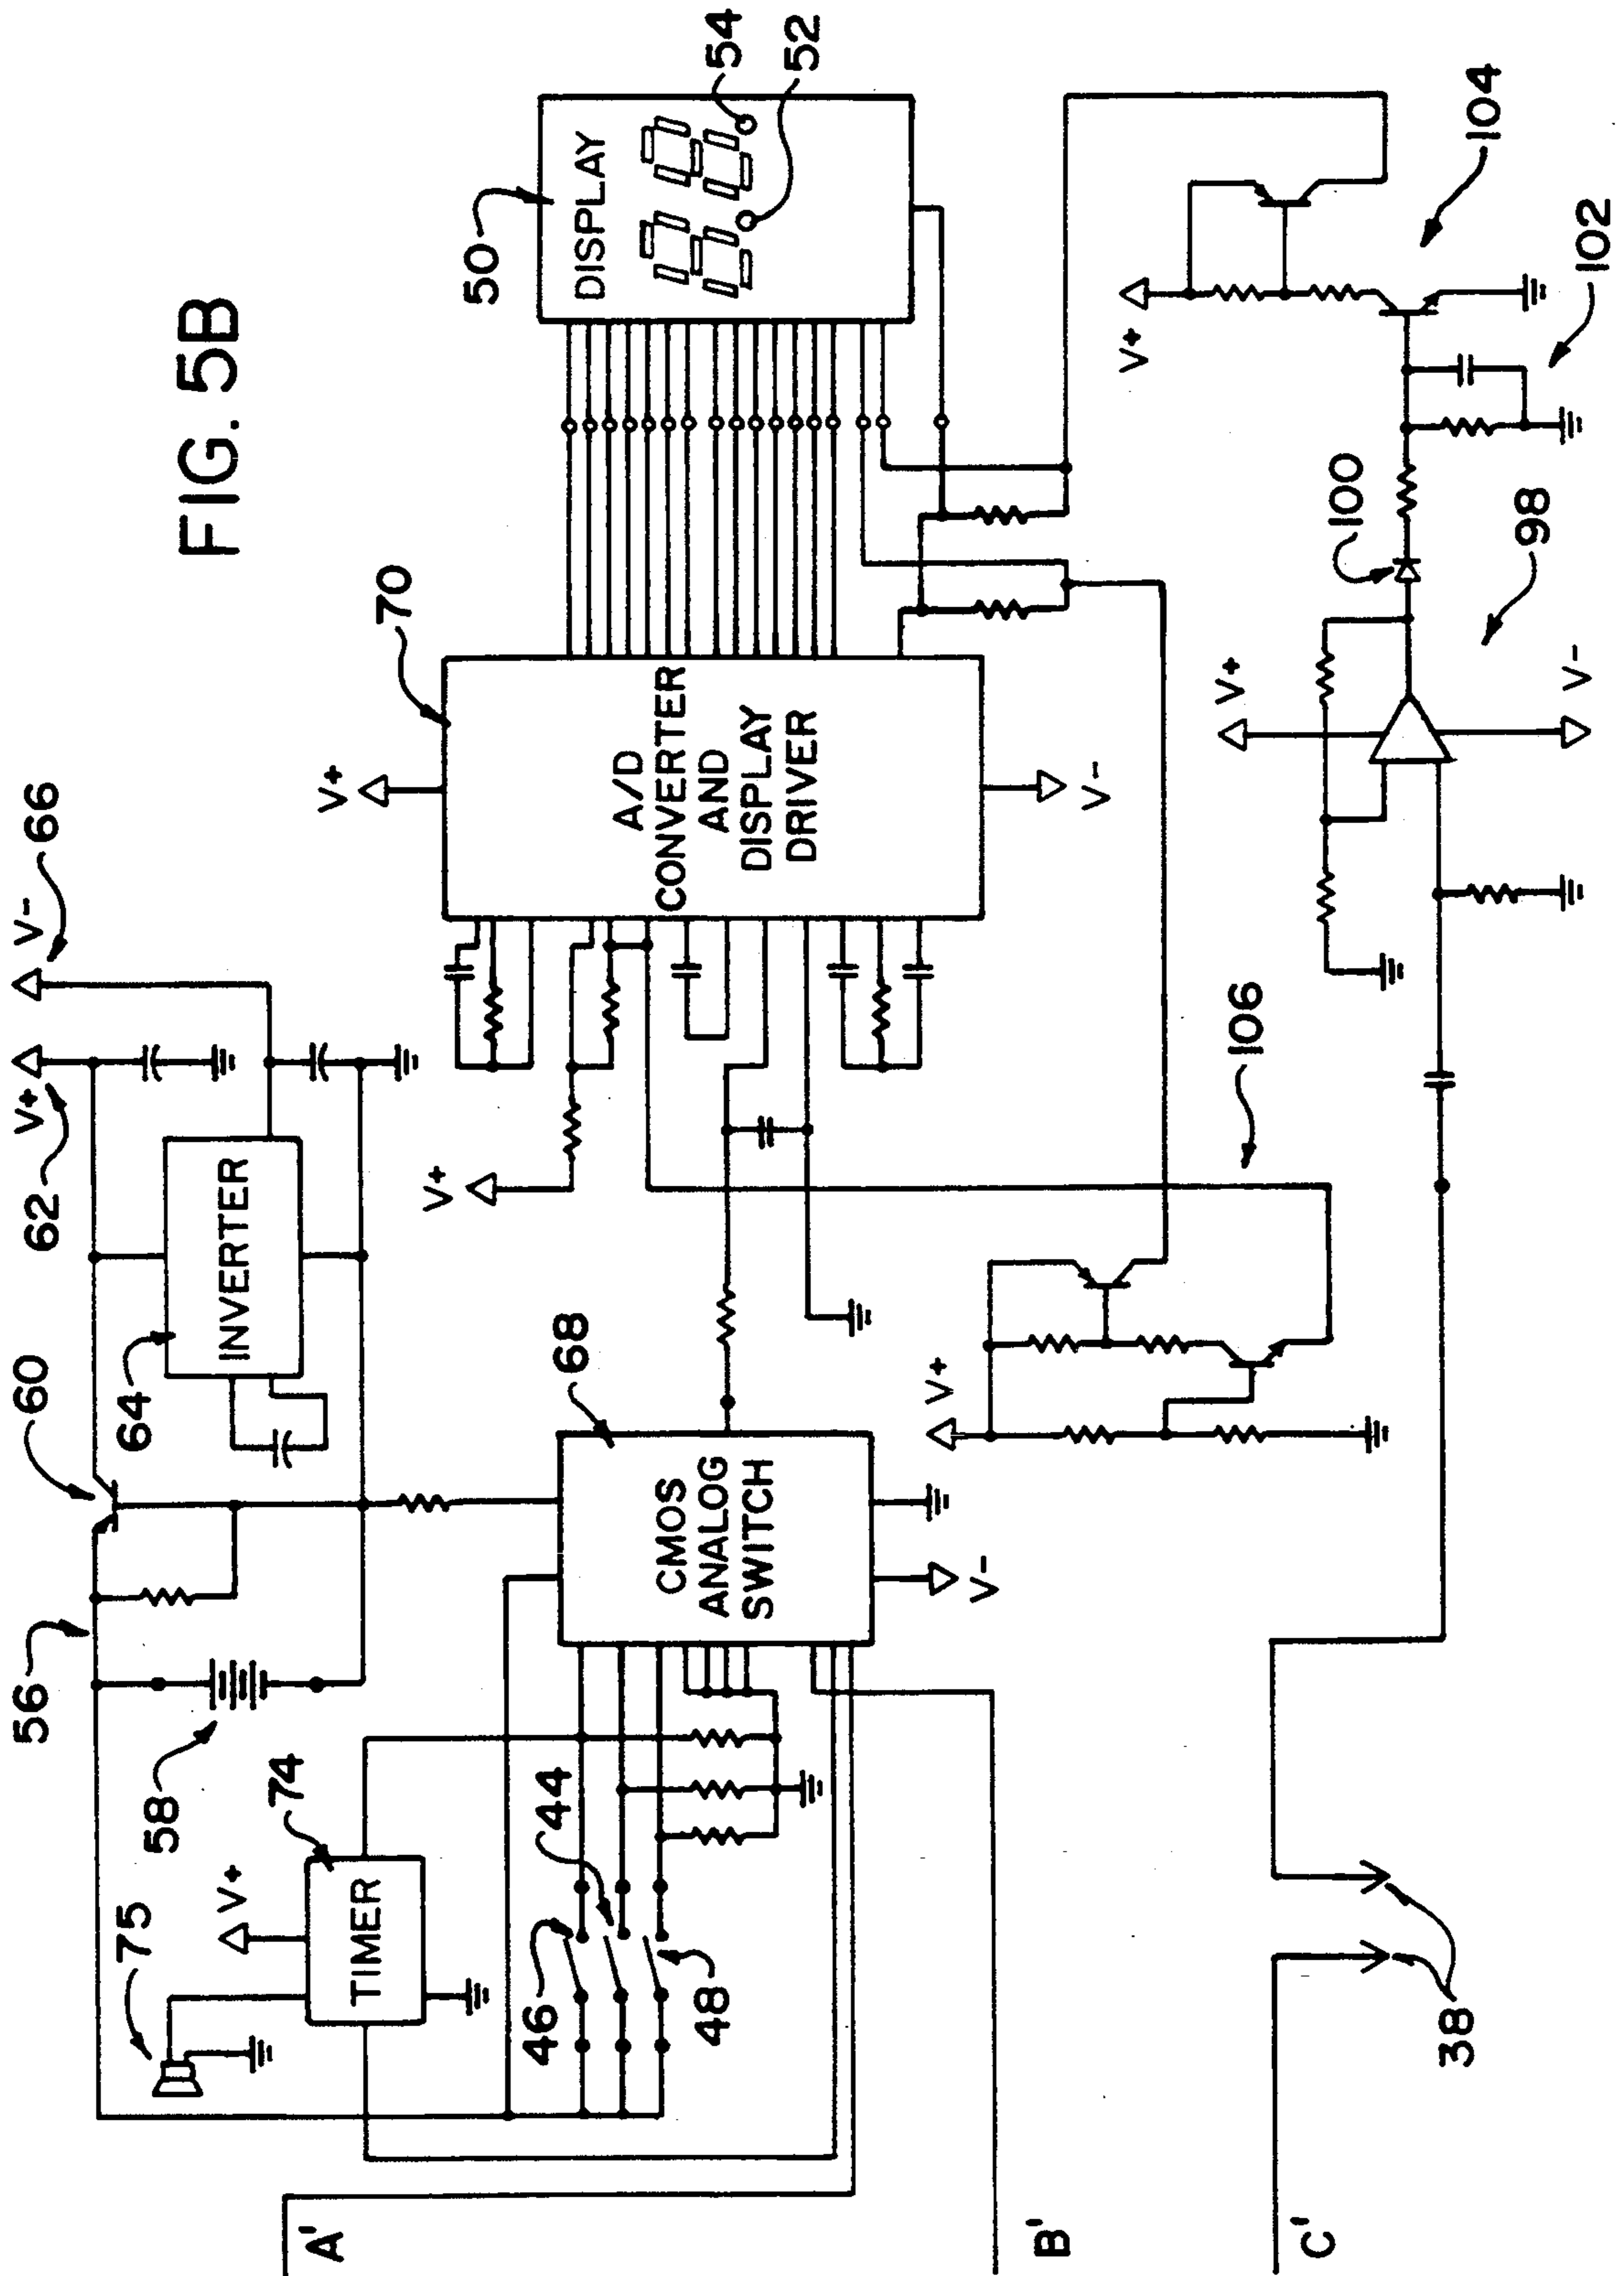 FIG. 5B
56
60
62
V+
V-
66
58
64
INVERTER
75
V+
74
TIMER
70
V+
50
DISPLAY
54
52
A/D
CONVERTER
AND
DISPLAY
DRIVER
V-
V+
46
44
48
68
CMOS
ANALOG
SWITCH
V-
V+
106
V+
98
V-
100
V+
104
102
38
A'
B'
C'